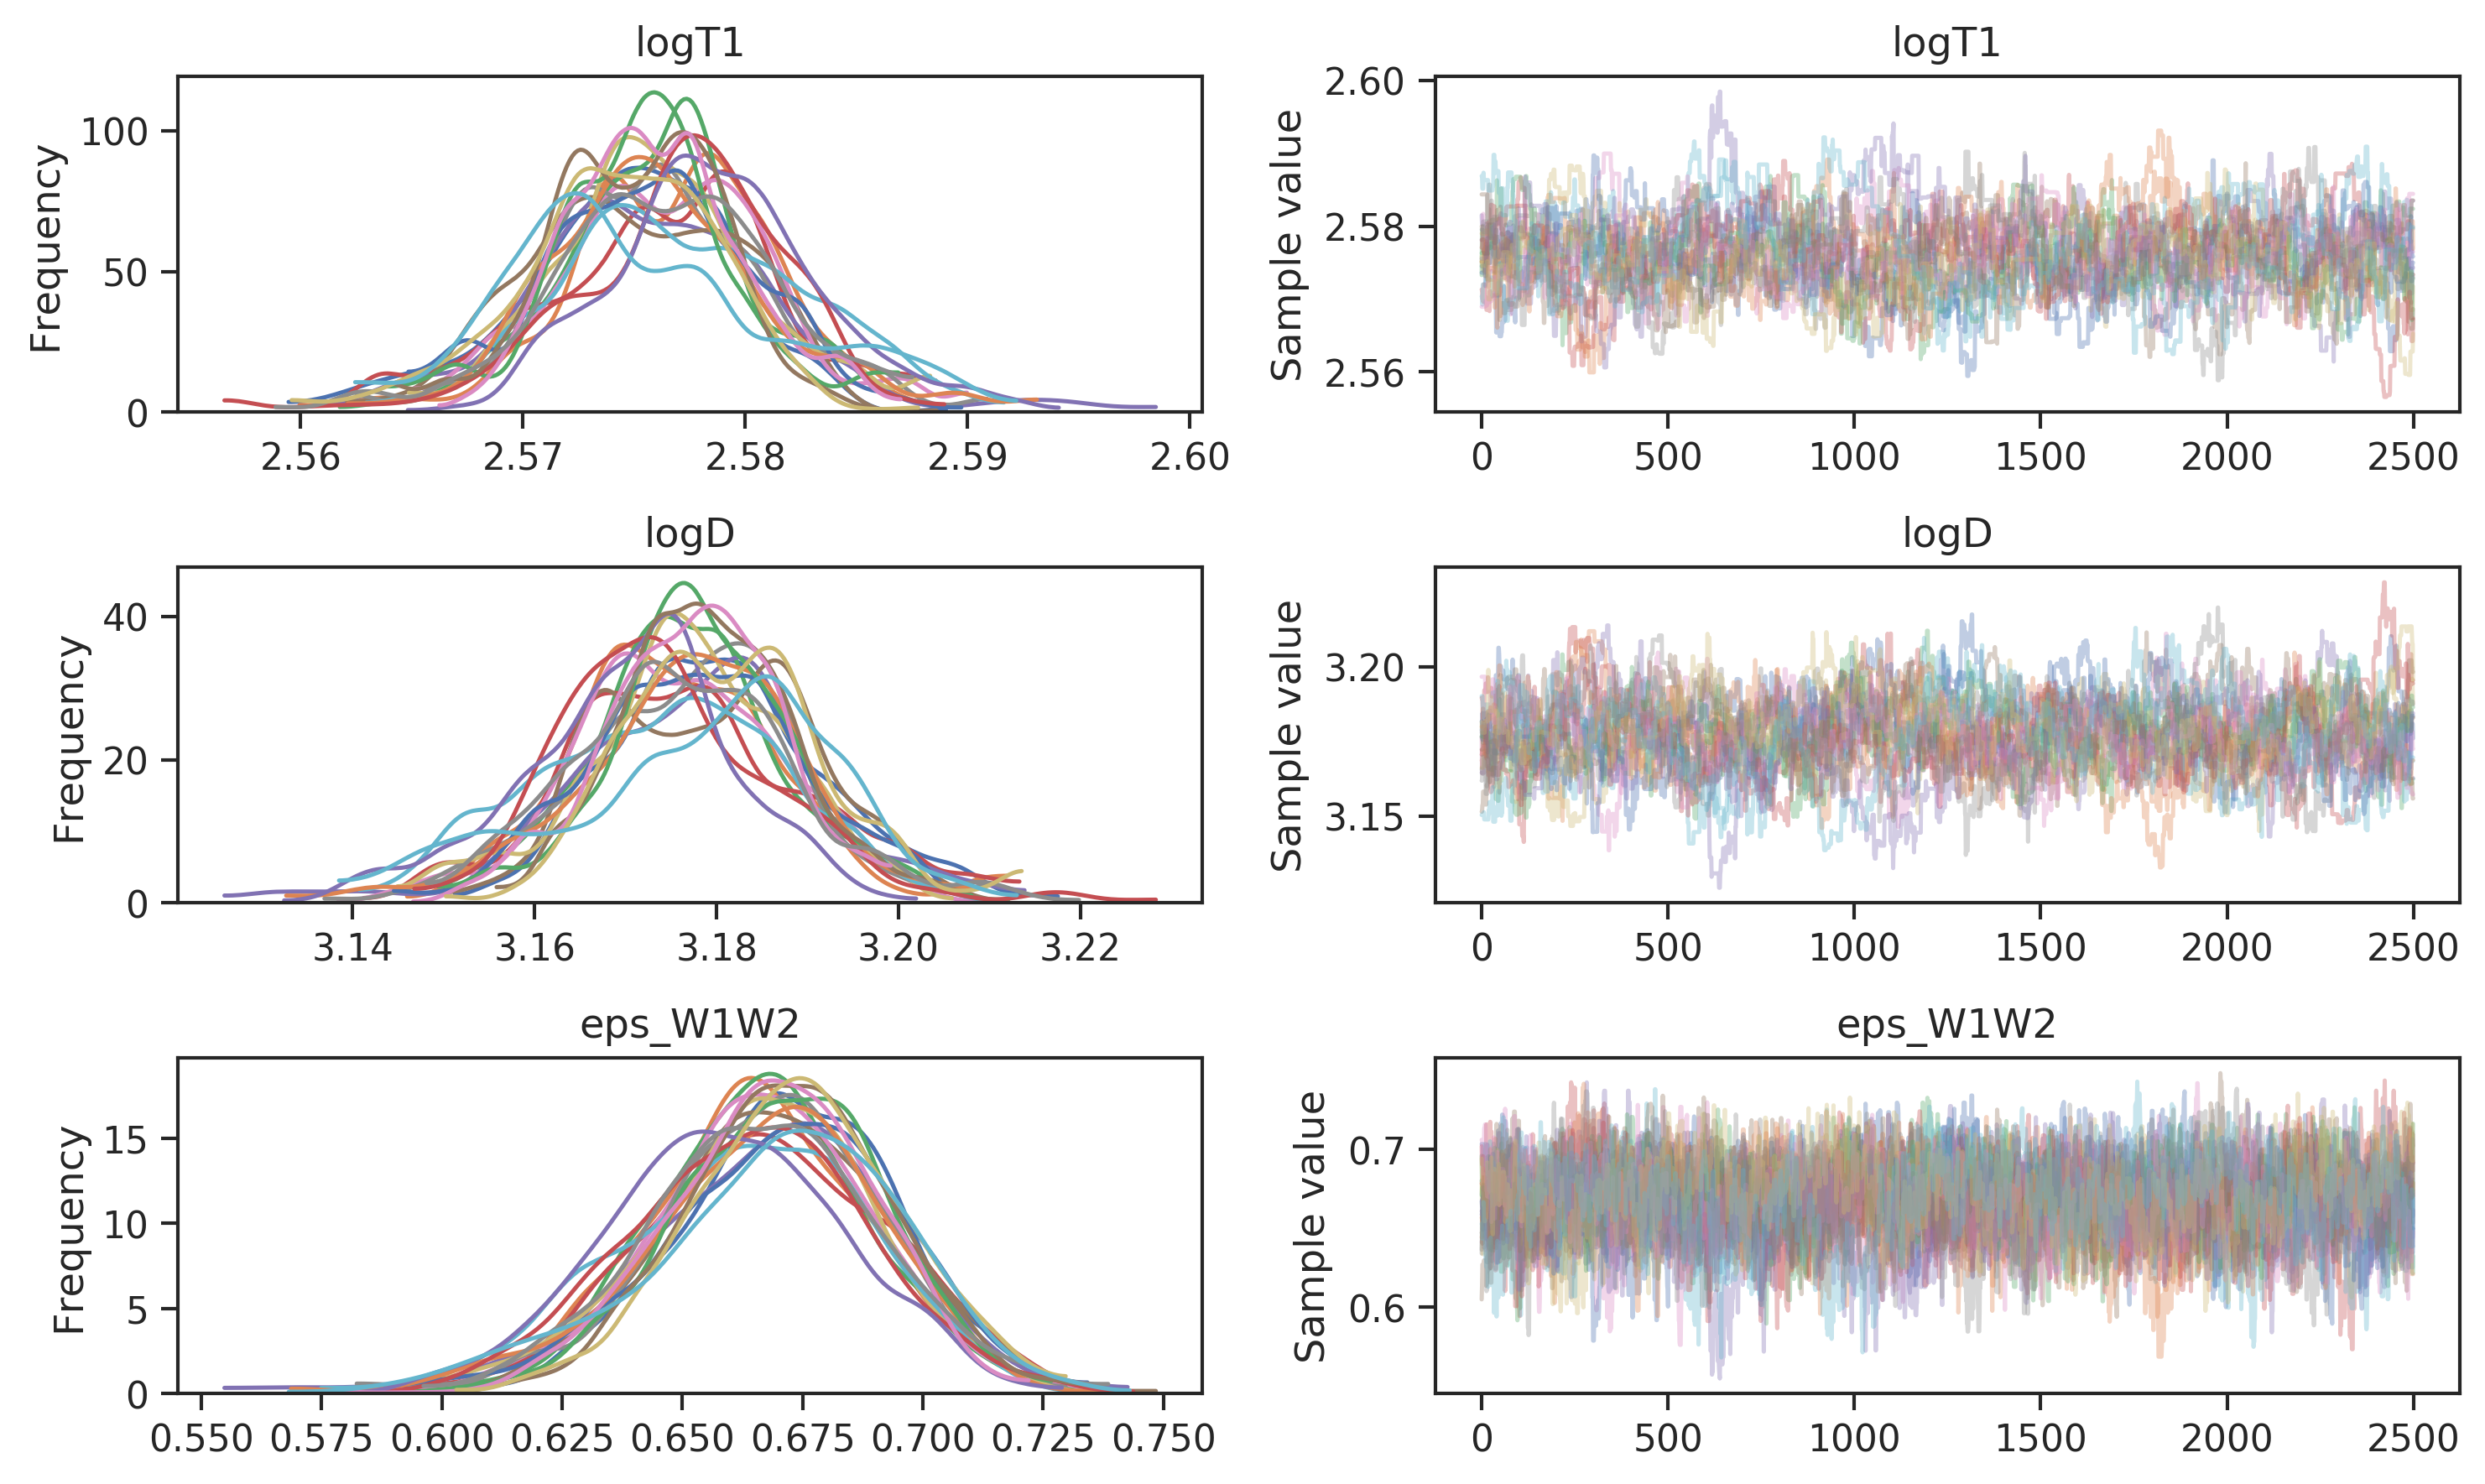 logT1
Frequency
100
50
0
2.56 2.57 2.58 2.59 2.60
logT1
Sample value
2.60
2.58
2.56
0 500 1000 1500 2000 2500
logD
Frequency
40
20
0
3.14 3.16 3.18 3.20 3.22
logD
Sample value
3.20
3.15
0 500 1000 1500 2000 2500
eps_W1W2
Frequency
15
10
5
0
0.550 0.575 0.600 0.625 0.650 0.675 0.700 0.725 0.750
eps_W1W2
Sample value
0.7
0.6
0 500 1000 1500 2000 2500